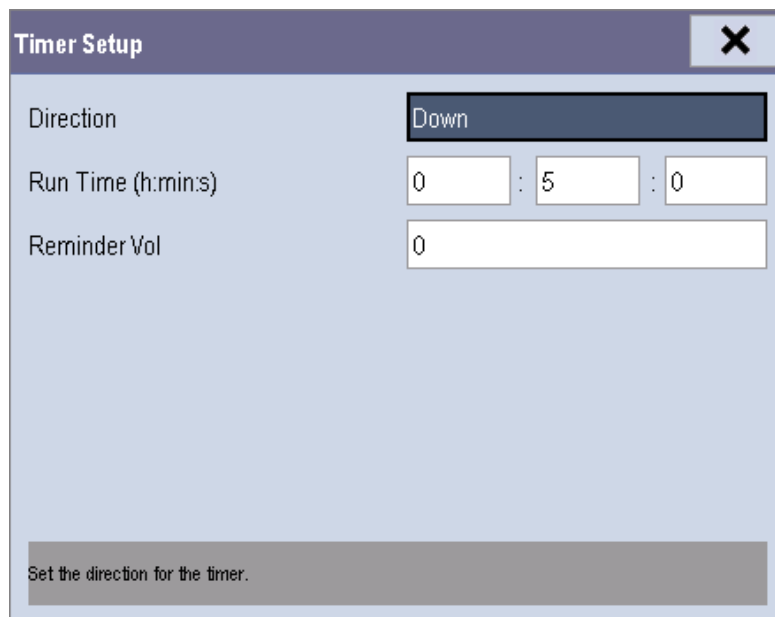 Timer Setup
Direction Down
Run Time (h:min:s) 0 : 5 : 0
Reminder Vol 0
Set the direction for the timer.